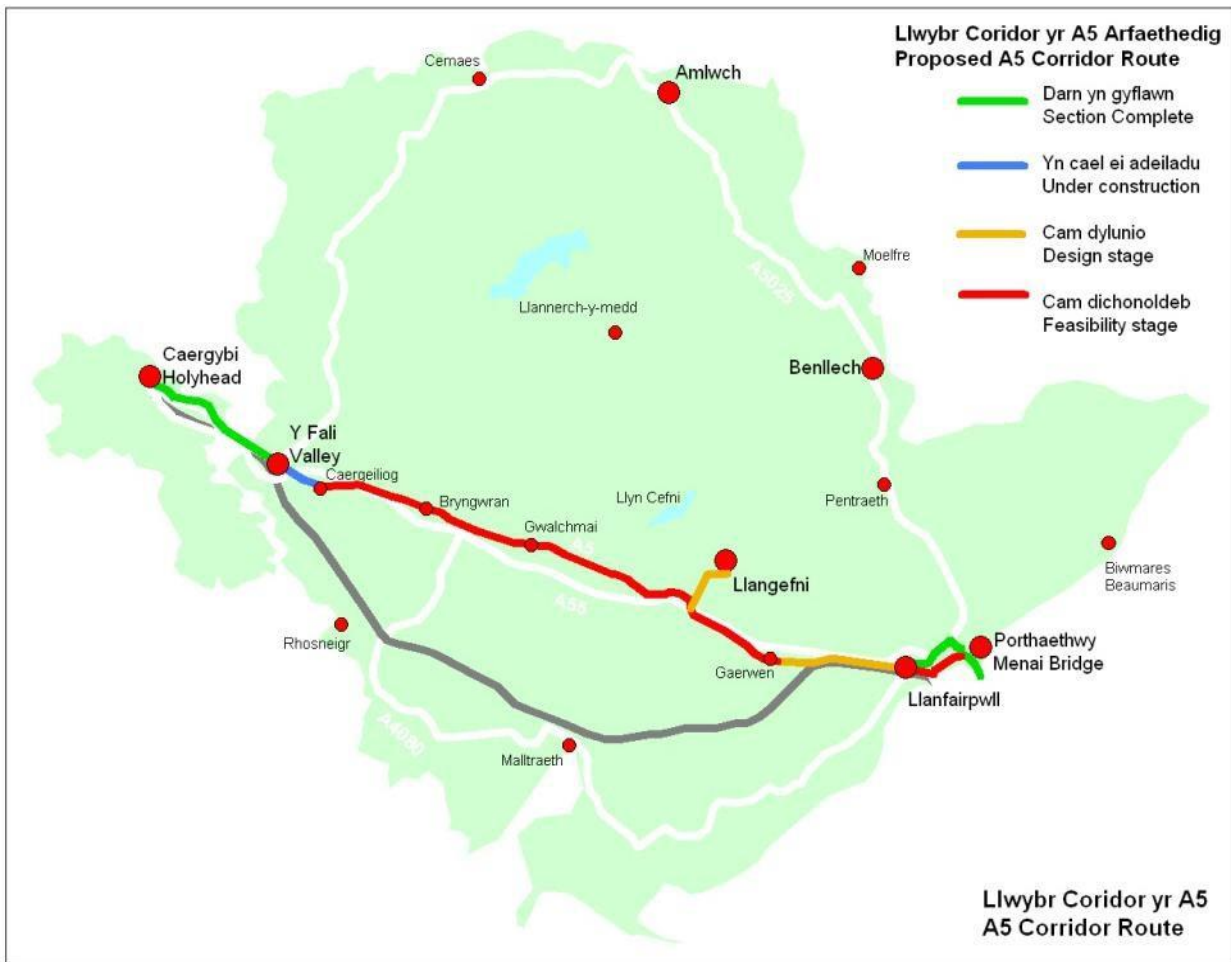 Llwybr Coridor yr A5 Arfaethedig
Proposed A5 Corridor Route
Darn yn gyflawn
Section Complete
Yn cael ei adeiladu
Under construction
Cam dylunio
Design stage
Cam dichonoldeb
Feasibility stage
Cemaes
Amlwch
A5025
Moelfre
Llannerch-y-medd
Caergybi
Holyhead
Benllech
Y Fali
Valley
Caergeiliog
Bryngwran
Llyn Cefni
Pentraeth
Gwalchmai
A5
Llangefni
A55
Biwmares
Beaumaris
Rhosneigr
Gaerwen
Porthaethwy
Menai Bridge
Llanfairpwll
A4080
Malltraeth
Llwybr Coridor yr A5
A5 Corridor Route